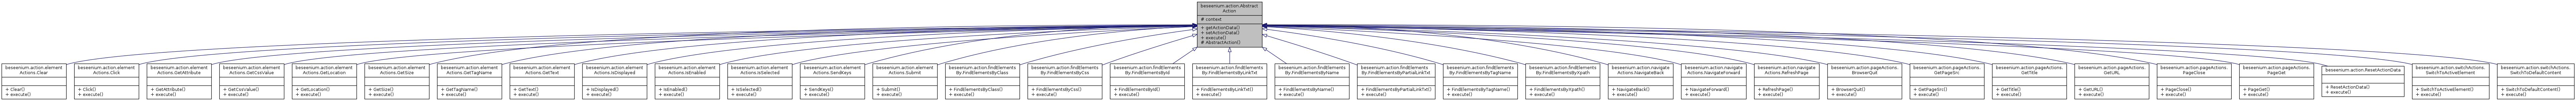 beseenium.action.Abstract
Action
# context
+ getActionData()
+ setActionData()
+ execute()
# AbstractAction()
beseenium.action.element
Actions.Clear
+ Clear()
+ execute()
beseenium.action.element
Actions.Click
+ Click()
+ execute()
beseenium.action.element
Actions.GetAttribute
+ GetAttribute()
+ execute()
beseenium.action.element
Actions.GetCssValue
+ GetCssValue()
+ execute()
beseenium.action.element
Actions.GetLocation
+ GetLocation()
+ execute()
beseenium.action.element
Actions.GetSize
+ GetSize()
+ execute()
beseenium.action.element
Actions.GetTagName
+ GetTagName()
+ execute()
beseenium.action.element
Actions.GetText
+ GetText()
+ execute()
beseenium.action.element
Actions.IsDisplayed
+ IsDisplayed()
+ execute()
beseenium.action.element
Actions.IsEnabled
+ IsEnabled()
+ execute()
beseenium.action.element
Actions.IsSelected
+ IsSelected()
+ execute()
beseenium.action.element
Actions.SendKeys
+ SendKeys()
+ execute()
beseenium.action.element
Actions.Submit
+ Submit()
+ execute()
beseenium.action.findElements
By.FindElementsByClass
+ FindElementsByClass()
+ execute()
beseenium.action.findElements
By.FindElementsByCss
+ FindElementsByCss()
+ execute()
beseenium.action.findElements
By.FindElementsById
+ FindElementsById()
+ execute()
beseenium.action.findElements
By.FindElementsByLinkTxt
+ FindElementsByLinkTxt()
+ execute()
beseenium.action.findElements
By.FindElementsByName
+ FindElementsByName()
+ execute()
beseenium.action.findElements
By.FindElementsByPartialLinkTxt
+ FindElementsByPartialLinkTxt()
+ execute()
beseenium.action.findElements
By.FindElementsByTagName
+ FindElementsByTagName()
+ execute()
beseenium.action.findElements
By.FindElementsByXpath
+ FindElementsByXpath()
+ execute()
beseenium.action.navigate
Actions.NavigateBack
+ NavigateBack()
+ execute()
beseenium.action.navigate
Actions.NavigateForward
+ NavigateForward()
+ execute()
beseenium.action.navigate
Actions.RefreshPage
+ RefreshPage()
+ execute()
beseenium.action.pageActions.
BrowserQuit
+ BrowserQuit()
+ execute()
beseenium.action.pageActions.
GetPageSrc
+ GetPageSrc()
+ execute()
beseenium.action.pageActions.
GetTitle
+ GetTitle()
+ execute()
beseenium.action.pageActions.
GetURL
+ GetURL()
+ execute()
beseenium.action.pageActions.
PageClose
+ PageClose()
+ execute()
beseenium.action.pageActions.
PageGet
+ PageGet()
+ execute()
beseenium.action.ResetActionData
+ ResetActionData()
+ execute()
beseenium.action.switchActions.
SwitchToActiveElement
+ SwitchToActiveElement()
+ execute()
beseenium.action.switchActions.
SwitchToDefaultContent
+ SwitchToDefaultContent()
+ execute()